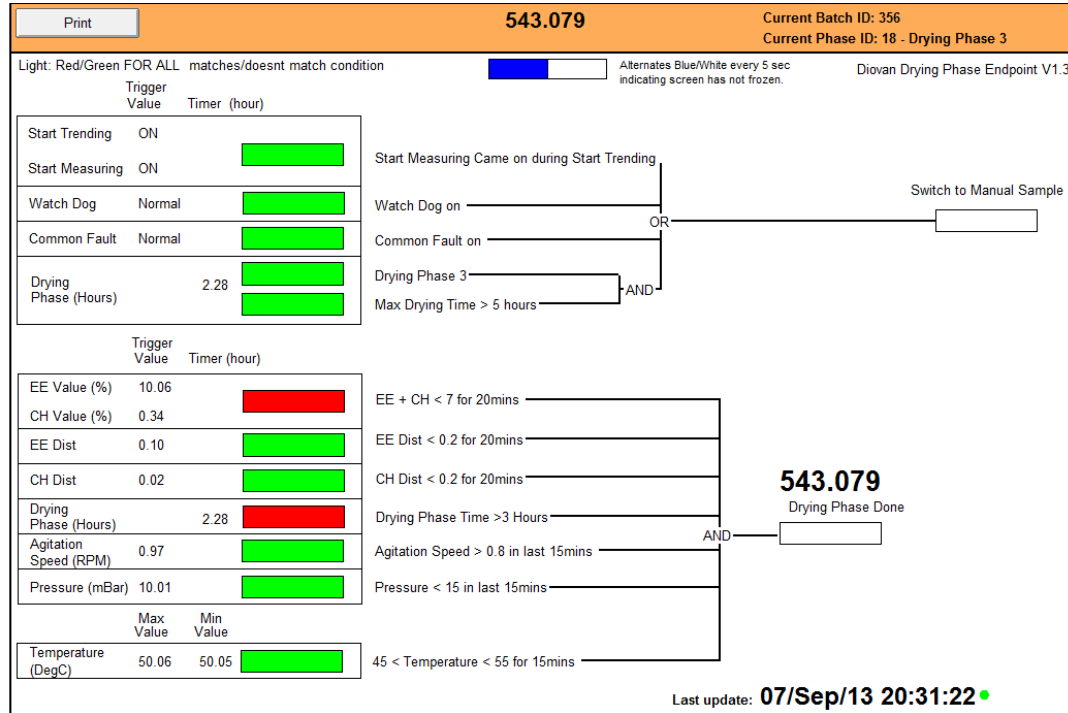 Print
543.079
Current Batch ID: 356
Current Phase ID: 18 - Drying Phase 3
Light: Red/Green FOR ALL matches/doesnt match condition
Alternates Blue/White every 5 sec
indicating screen has not frozen.
Diovan Drying Phase Endpoint V1.3
Trigger
Value Timer (hour)
Start Trending ON
Start Measuring ON
Start Measuring Came on during Start Trending
Watch Dog Normal
Watch Dog on
Common Fault Normal
Common Fault on
Drying
Phase (Hours) 2.28
Drying Phase 3
Max Drying Time > 5 hours
AND
OR
Switch to Manual Sample
Trigger
Value Timer (hour)
EE Value (%) 10.06
CH Value (%) 0.34
EE + CH < 7 for 20mins
EE Dist 0.10
EE Dist < 0.2 for 20mins
CH Dist 0.02
CH Dist < 0.2 for 20mins
Drying
Phase (Hours) 2.28
Drying Phase Time >3 Hours
Agitation
Speed (RPM) 0.97
Agitation Speed > 0.8 in last 15mins
Pressure (mBar) 10.01
Pressure < 15 in last 15mins
Max
Value
Min
Value
Temperature
(DegC) 50.06 50.05
45 < Temperature < 55 for 15mins
AND
543.079
Drying Phase Done
Last update: 07/Sep/13 20:31:22